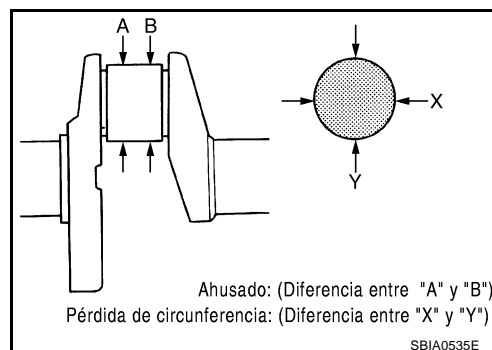 A B
X
Y
Ahusado: (Diferencia entre "A" y "B")
Pérdida de circunferencia: (Diferencia entre "X" y "Y")
SBIA0535E